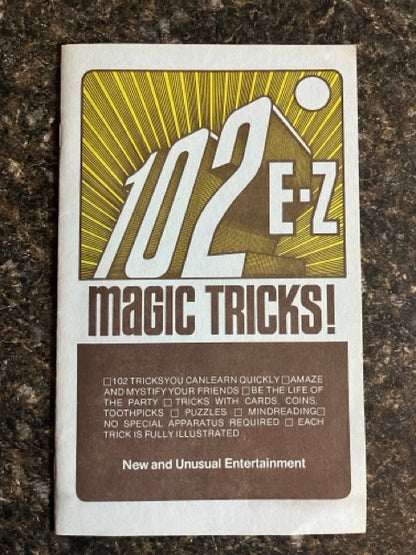 102
E·Z
MAGIC TRICKS!
☐102 TRICKSYOU CANLEARN QUICKLY ☐AMAZE
AND MYSTIFY YOUR FRIENDS ☐BE THE LIFE OF
THE PARTY ☐ TRICKS WITH CARDS, COINS,
TOOTHPICKS ☐ PUZZLES ☐ MINDREADING☐
NO SPECIAL APPARATUS REQUIRED ☐ EACH
TRICK IS FULLY ILLUSTRATED
New and Unusual Entertainment